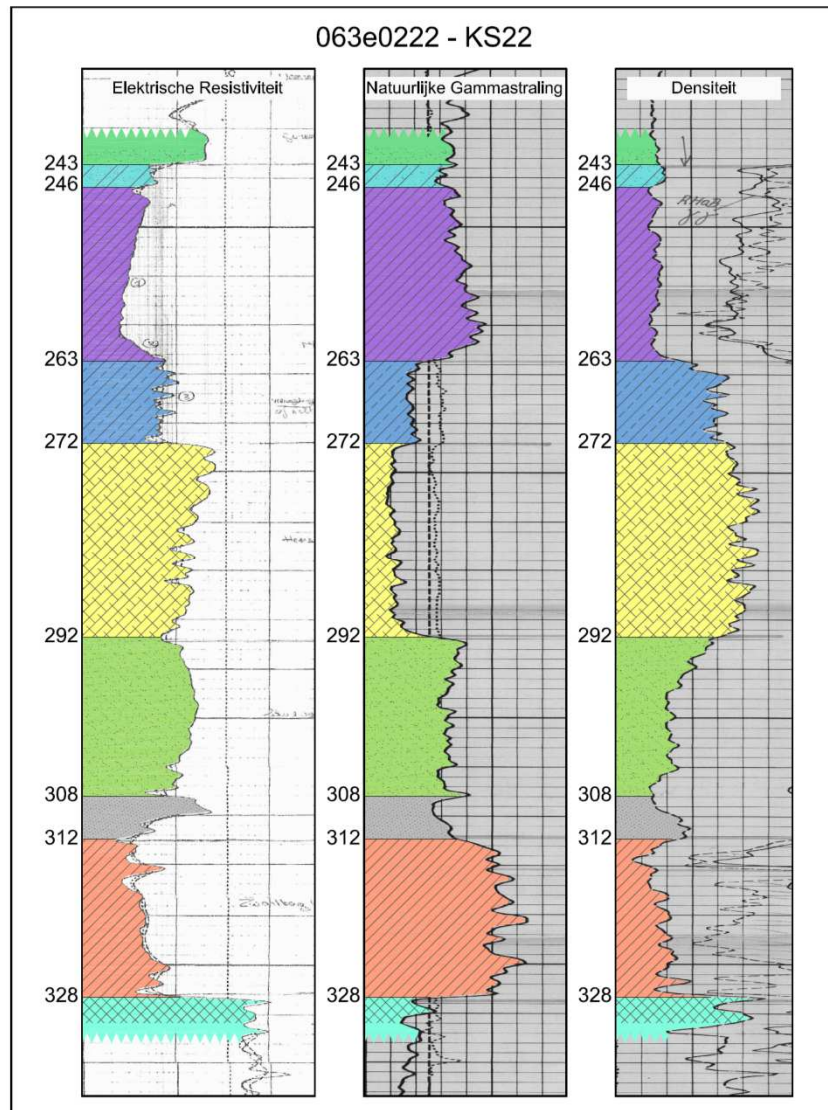 063e0222 - KS22
Elektrische Resistiviteit
Natuurlijke Gammastraling
Densiteit
243 243 243
246 246 246
RHOB
263 263 263
272 272 272
292 292 292
308 308 308
312 312 312
328 328 328